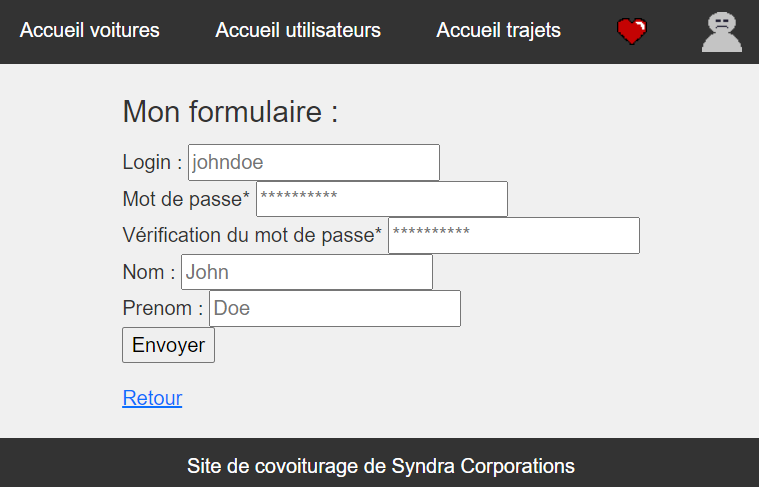 Accueil voitures Accueil utilisateurs Accueil trajets
Mon formulaire :
Login : johndoe
Mot de passe* **********
Vérification du mot de passe* **********
Nom : John
Prenom : Doe
Envoyer
Retour
Site de covoiturage de Syndra Corporations